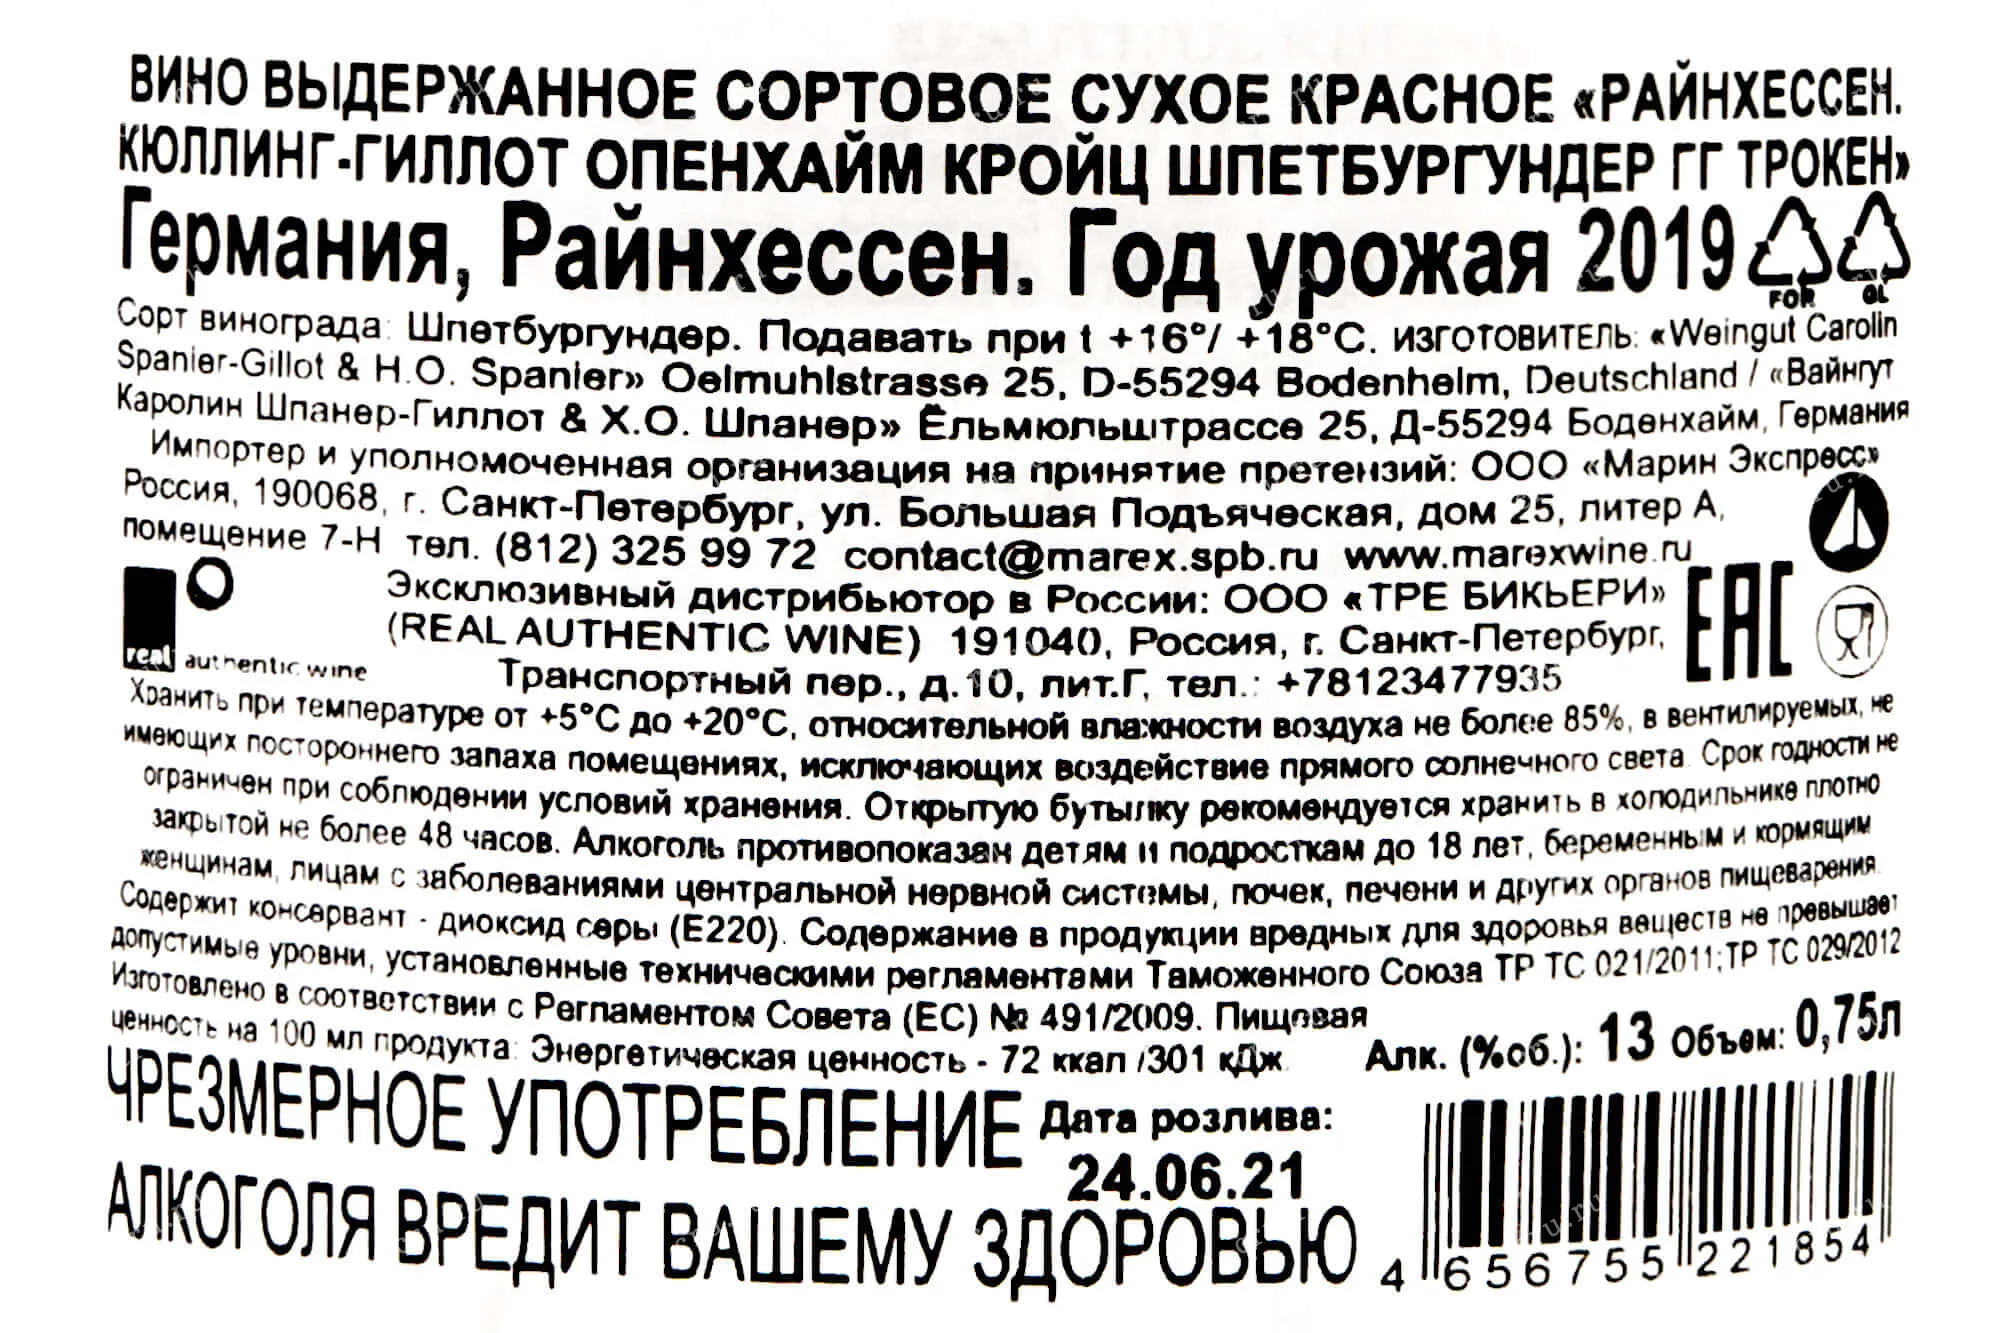 ВИНО ВЫДЕРЖАННОЕ СОРТОВОЕ СУХОЕ КРАСНОЕ «РАЙНХЕССЕН.
КЮЛЛИНГ-ГИЛЛОТ ОПЕНХАЙМ КРОЙЦ ШПЕТБУРГУНДЕР ГГ ТРОКЕН»
Германия, Райнхессен. Год урожая 2019
FOR GL
Сорт винограда: Шпетбургундер. Подавать при t +16°/ +18°С. ИЗГОТОВИТЕЛЬ: «Weingut Carolin
Spanier-Gillot & H.O. Spanier» Oelmuhlstrasse 25, D-55294 Bodenheim, Deutschland / «Вайнгут
Каролин Шпанер-Гиллот & Х.О. Шпанер» Ёльмюльштрассе 25, Д-55294 Боденхайм, Германия
Импортер и уполномоченная организация на принятие претензий: ООО «Марин Экспресс»
Россия, 190068, г. Санкт-Петербург, ул. Большая Подъяческая, дом 25, литер А,
помещение 7-Н тел. (812) 325 99 72 contact@marex.spb.ru www.marexwine.ru
Эксклюзивный дистрибьютор в России: ООО «ТРЕ БИКЬЕРИ»
(REAL AUTHENTIC WINE) 191040, Россия, г. Санкт-Петербург,
real authentic wine
Транспортный пер., д.10, лит.Г, тел.: +78123477935
EAC
Хранить при температуре от +5°С до +20°С, относительной влажности воздуха не более 85%, в вентилируемых, не
имеющих постороннего запаха помещениях, исключающих воздействие прямого солнечного света. Срок годности не
ограничен при соблюдении условий хранения. Открытую бутылку рекомендуется хранить в холодильнике плотно
закрытой не более 48 часов. Алкоголь противопоказан детям и подросткам до 18 лет, беременным и кормящим
женщинам, лицам с заболеваниями центральной нервной системы, почек, печени и других органов пищеварения.
Содержит консервант - диоксид серы (Е220). Содержание в продукции вредных для здоровья веществ не превышает
допустимые уровни, установленные техническими регламентами Таможенного Союза ТР ТС 021/2011;ТР ТС 029/2012
Изготовлено в соответствии с Регламентом Совета (ЕС) № 491/2009. Пищевая
ценность на 100 мл продукта: Энергетическая ценность - 72 ккал /301 кДж.
Алк. (%об.): 13 Объем: 0,75л
ЧРЕЗМЕРНОЕ УПОТРЕБЛЕНИЕ
АЛКОГОЛЯ ВРЕДИТ ВАШЕМУ ЗДОРОВЬЮ
Дата розлива:
24.06.21
4 656755 221854